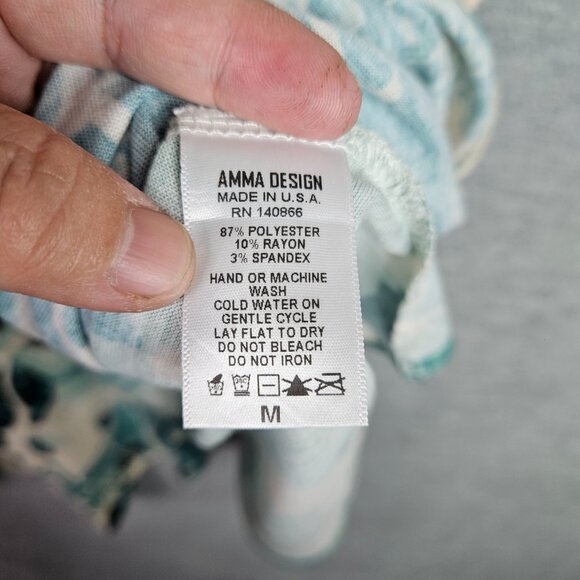 AMMA DESIGN
MADE IN U.S.A.
RN 140866
87% POLYESTER
10% RAYON
3% SPANDEX
HAND OR MACHINE
WASH
COLD WATER ON
GENTLE CYCLE
LAY FLAT TO DRY
DO NOT BLEACH
DO NOT IRON
M